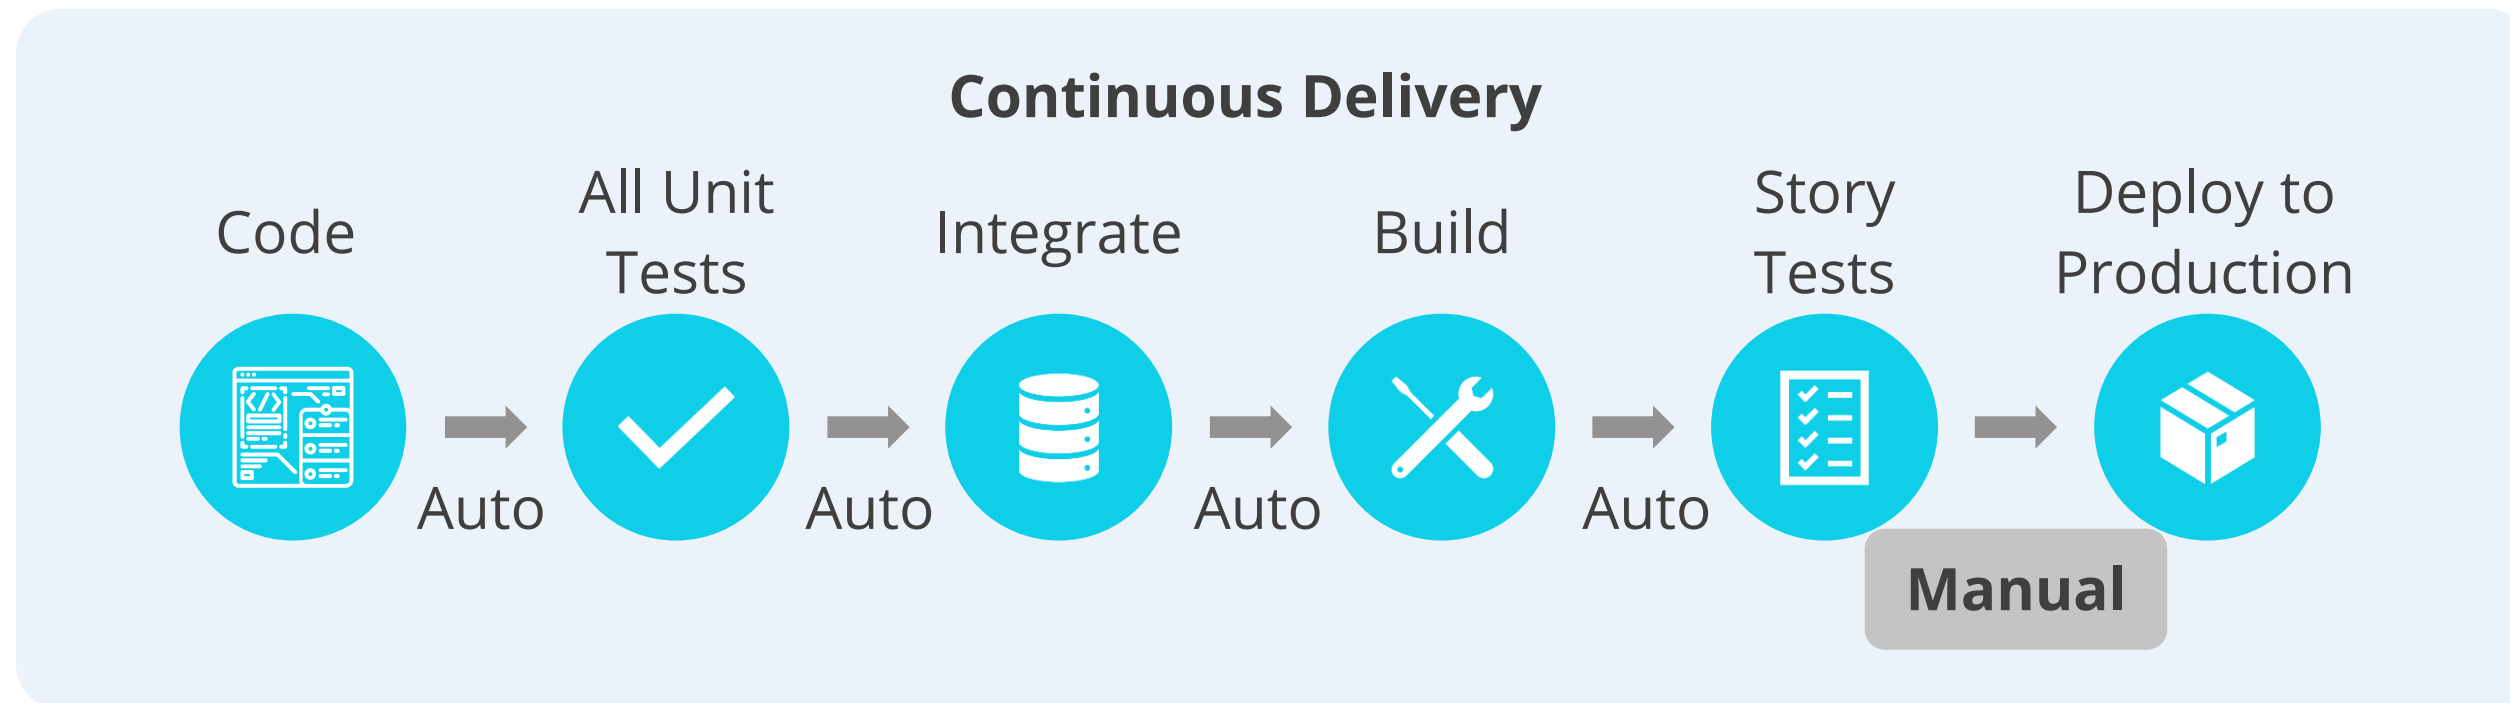 Continuous Delivery
Code
All Unit
Tests
Integrate
Build
Story
Tests
Deploy to
Production
Auto
Auto
Auto
Auto
Manual